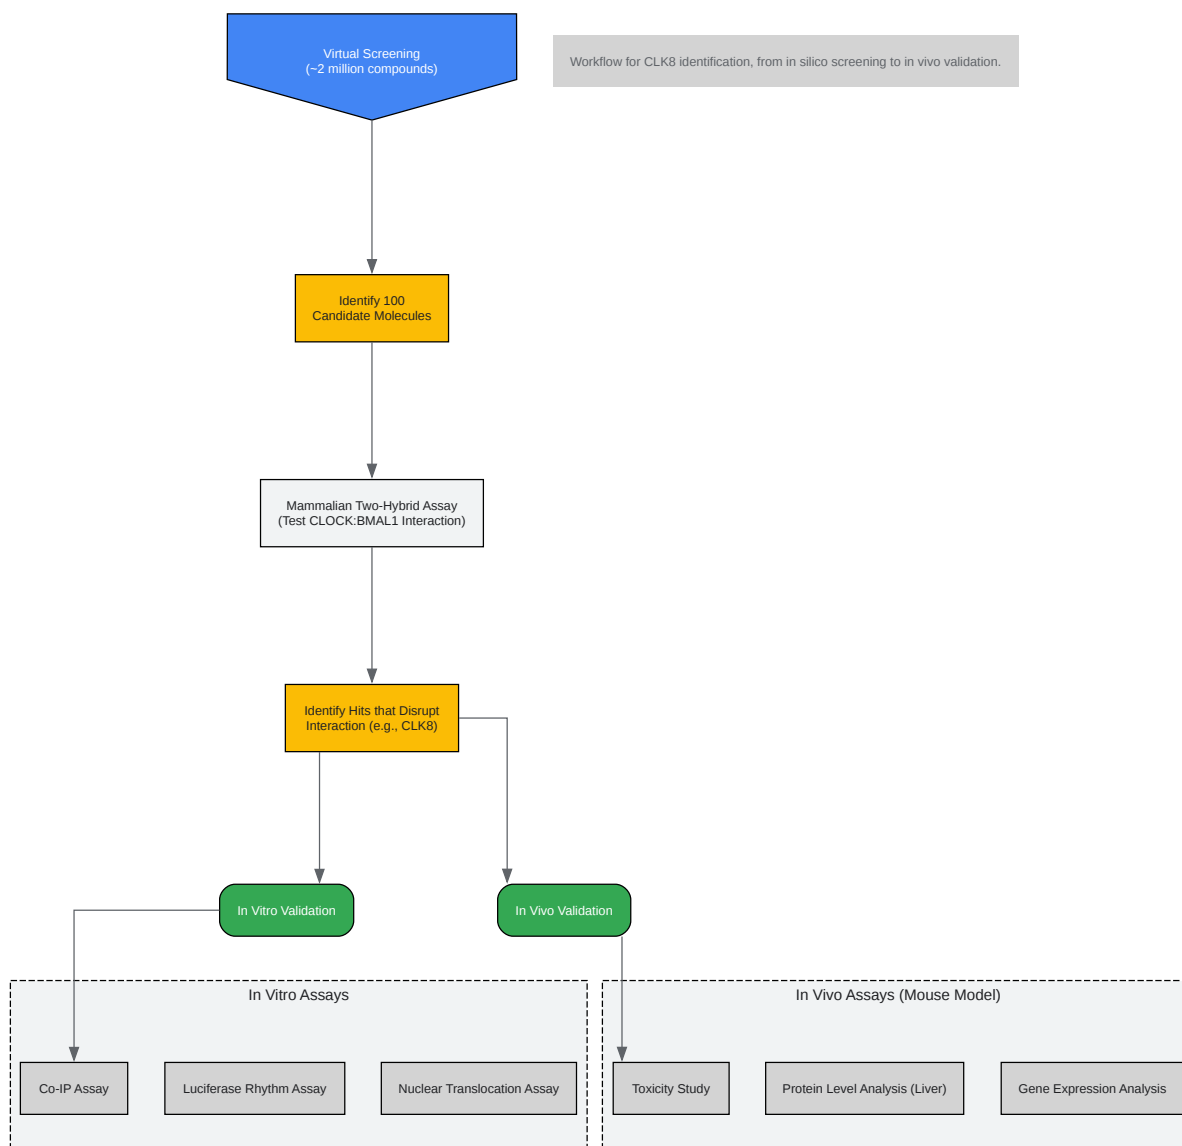 Virtual Screening
(~2 million compounds)
Workflow for CLK8 identification, from in silico screening to in vivo validation.
Identify 100
Candidate Molecules
Mammalian Two-Hybrid Assay
(Test CLOCK:BMAL1 Interaction)
Identify Hits that Disrupt
Interaction (e.g., CLK8)
In Vitro Validation
In Vivo Validation
In Vitro Assays
In Vivo Assays (Mouse Model)
Co-IP Assay
Luciferase Rhythm Assay
Nuclear Translocation Assay
Toxicity Study
Protein Level Analysis (Liver)
Gene Expression Analysis